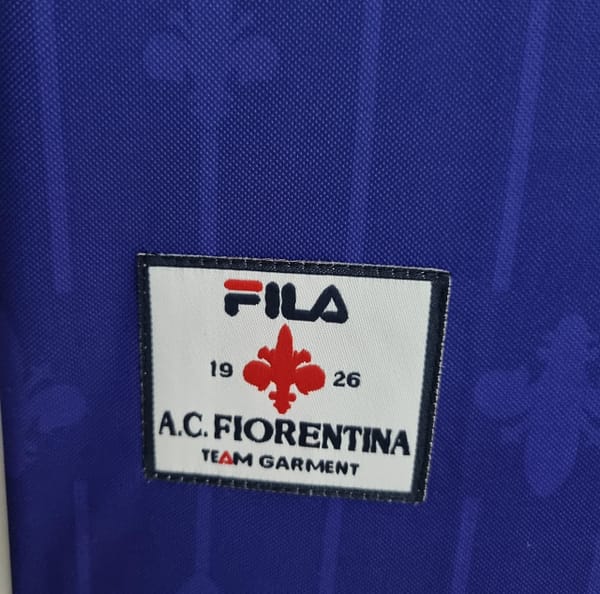 FILA
19 26
A.C. FIORENTINA
TEAM GARMENT